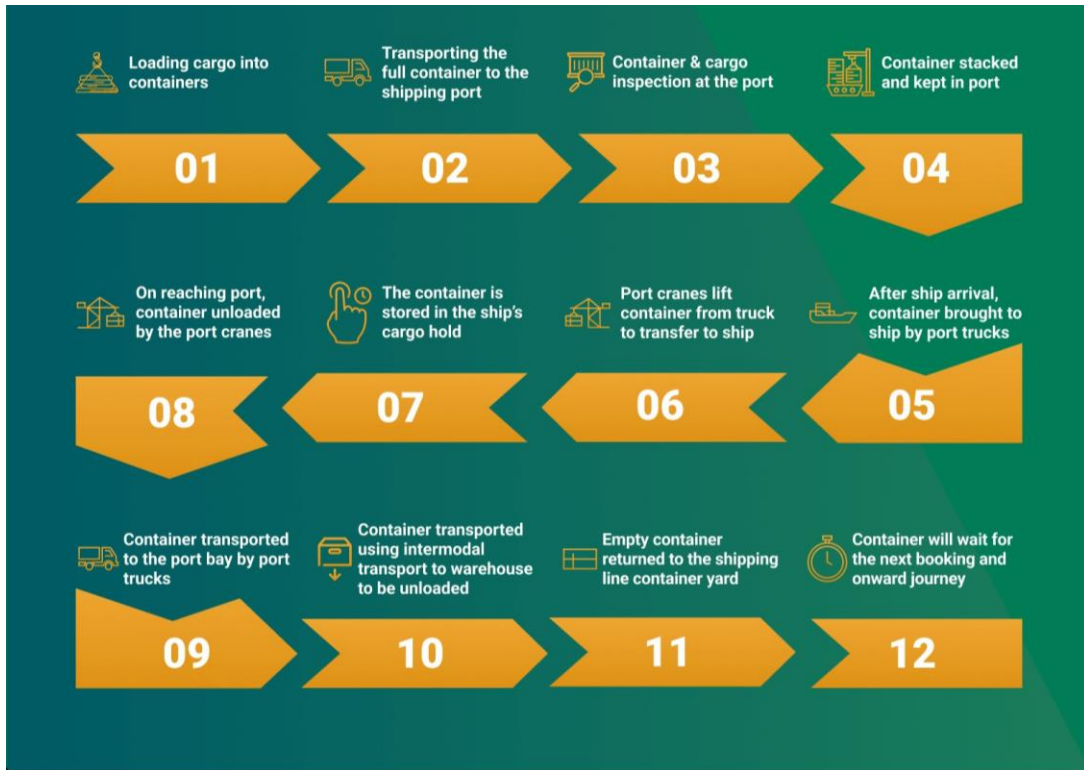 Loading cargo into
containers
Transporting the
full container to the
shipping port
Container & cargo
inspection at the port
Container stacked
and kept in port
01
02
03
04
After ship arrival,
container brought to
ship by port trucks
Port cranes lift
container from truck
to transfer to ship
The container is
stored in the ship's
cargo hold
On reaching port,
container unloaded
by the port cranes
05
06
07
08
Container transported
to the port bay by port
trucks
Container transported
using intermodal
transport to warehouse
to be unloaded
Empty container
returned to the shipping
line container yard
Container will wait for
the next booking and
onward journey
09
10
11
12